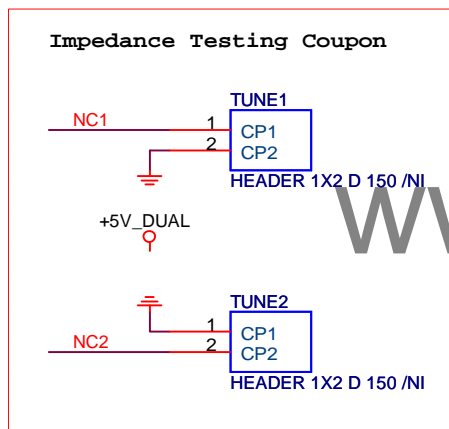 Impedance Testing Coupon
TUNE1
NC1
1
CP1
2
CP2
HEADER 1X2 D 150 /NI
+5V_DUAL
TUNE2
1
CP1
NC2
2
CP2
HEADER 1X2 D 150 /NI